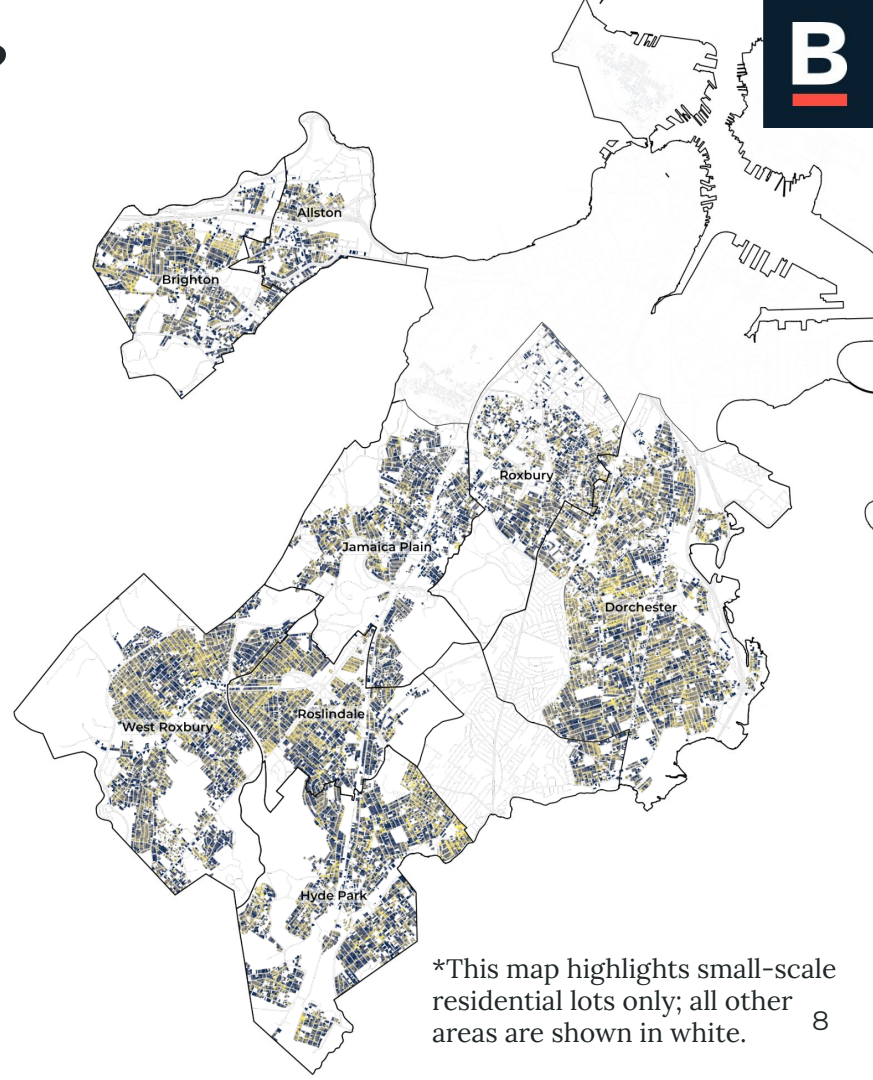 B
Allston
Brighton
Roxbury
Jamaica Plain
Dorchester
West Roxbury
Roslindale
Hyde Park
*This map highlights small-scale
residential lots only; all other
areas are shown in white.
8